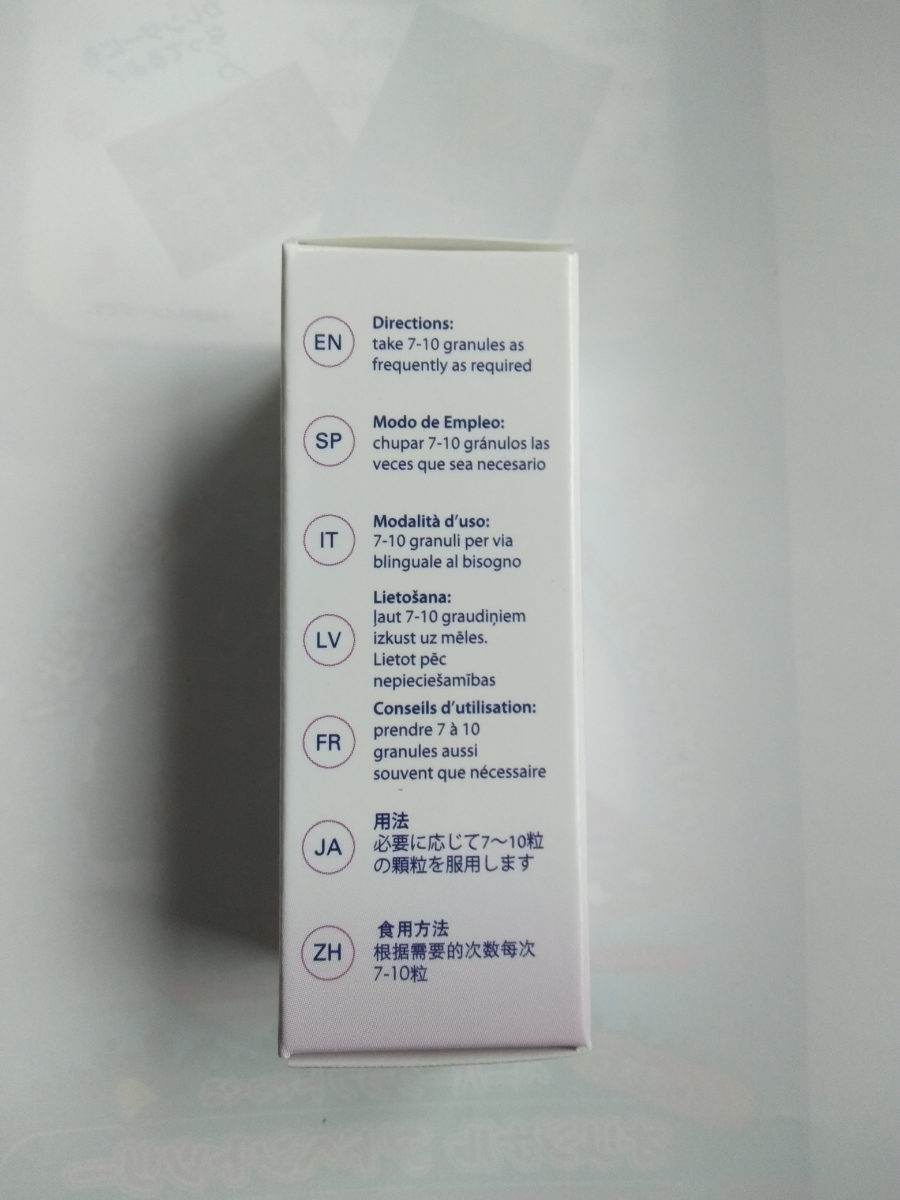 EN
Directions:
take 7-10 granules as
frequently as required
SP
Modo de Empleo:
chupar 7-10 gránulos las
veces que sea necesario
IT
Modalità d'uso:
7-10 granuli per via
blinguale al bisogno
LV
Lietošana:
ļaut 7-10 graudiņiem
izkust uz mēles.
Lietot pēc
nepieciešamības
FR
Conseils d'utilisation:
prendre 7 à 10
granules aussi
souvent que nécessaire
JA
用法
必要に応じて7～10粒
の顆粒を服用します
ZH
食用方法
根据需要的次数每次
7-10粒